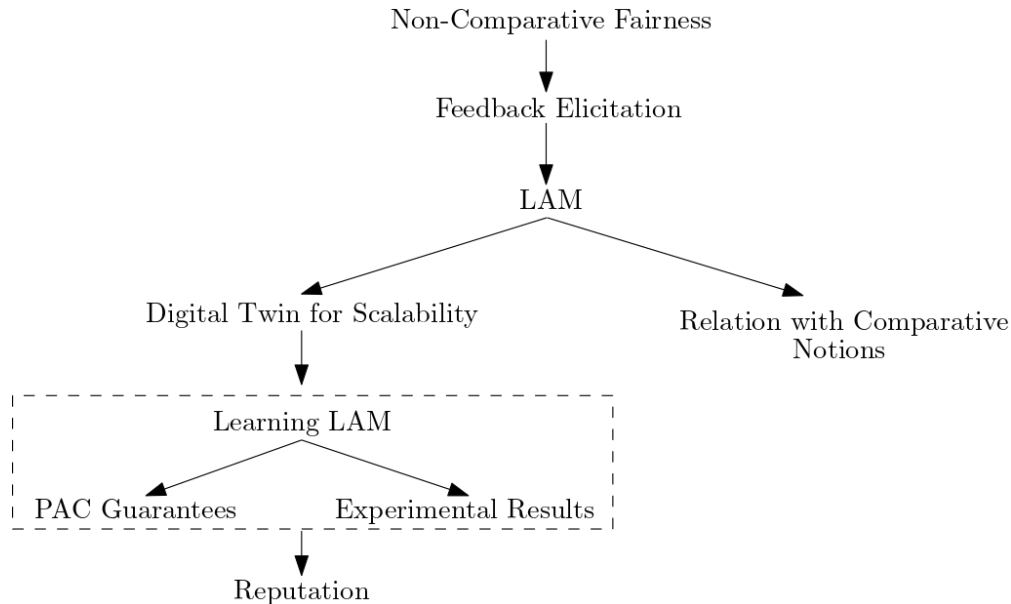 Non-Comparative Fairness
Feedback Elicitation
LAM
Digital Twin for Scalability
Relation with Comparative
Notions
Learning LAM
PAC Guarantees
Experimental Results
Reputation